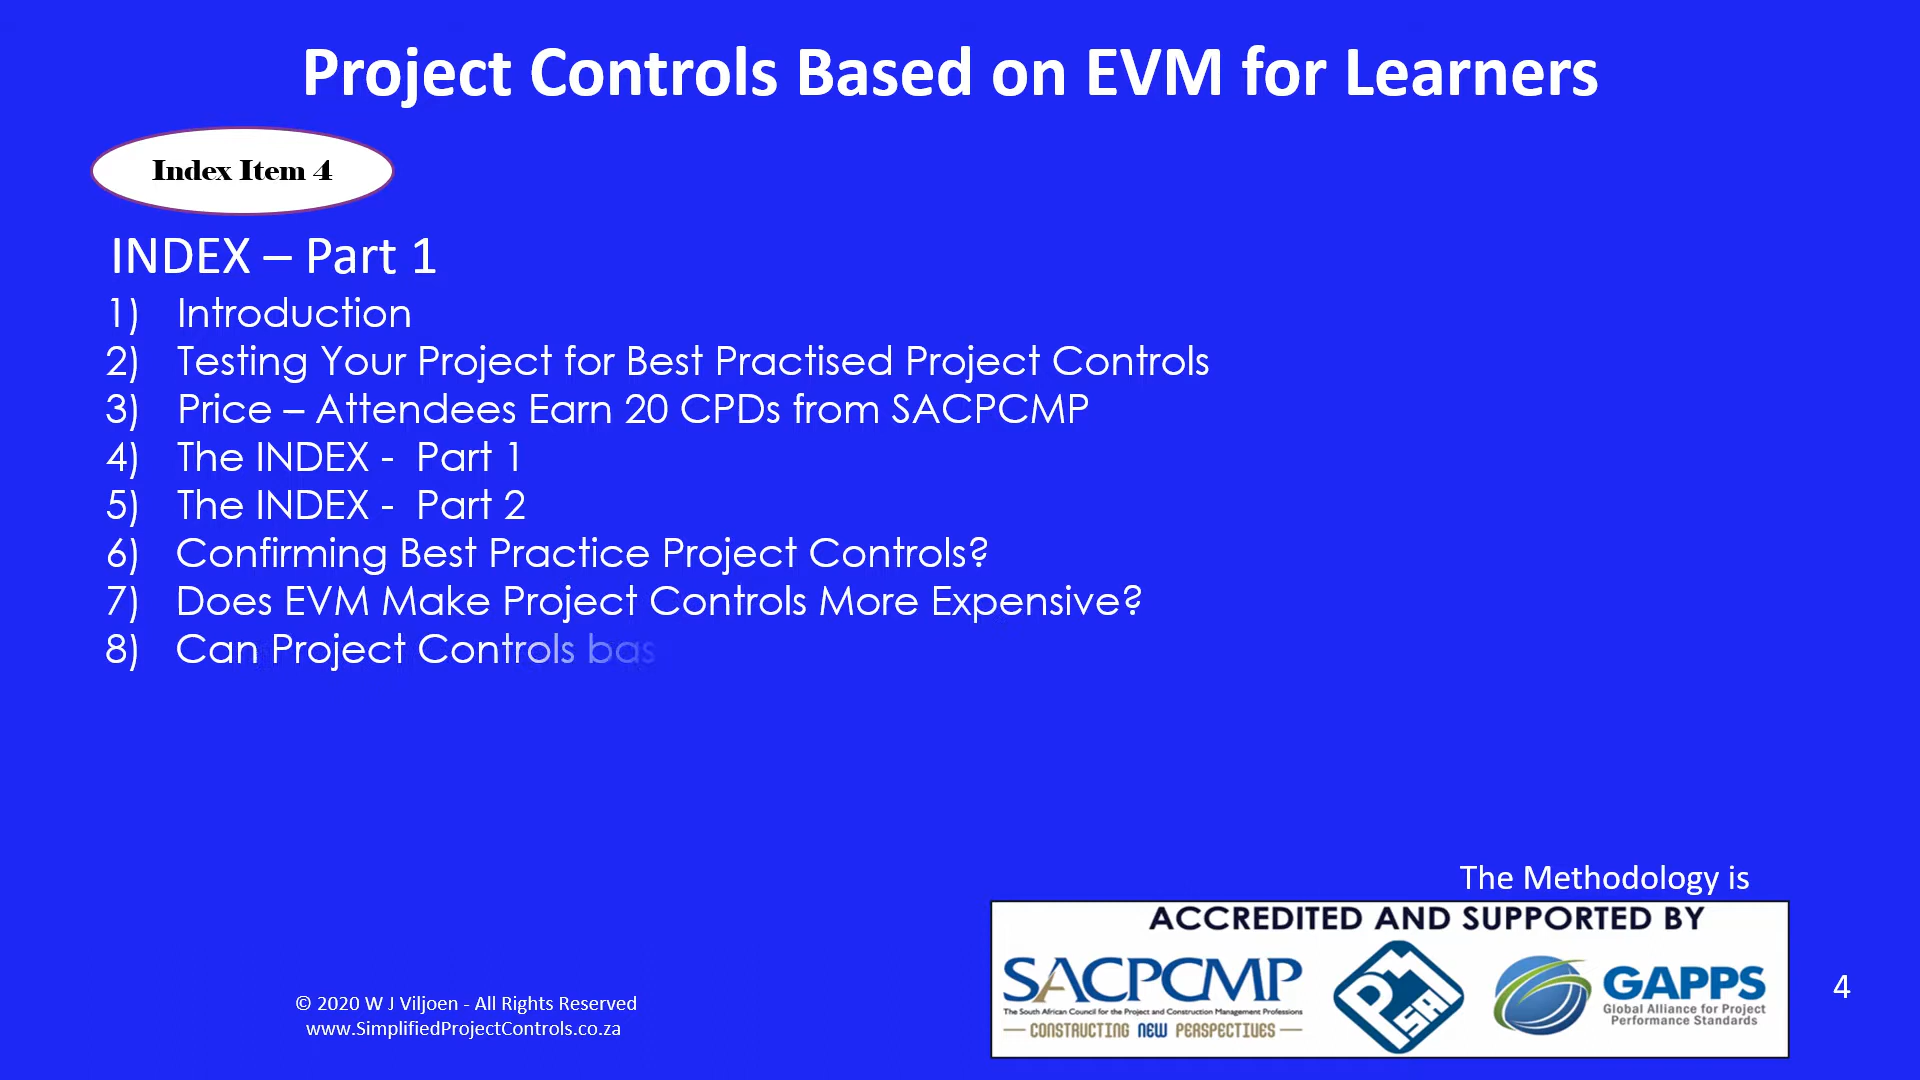 Project Controls Based on EVM for Learners
Index Item 4
INDEX – Part 1
1) Introduction
2) Testing Your Project for Best Practised Project Controls
3) Price – Attendees Earn 20 CPDs from SACPCMP
4) The INDEX - Part 1
5) The INDEX - Part 2
6) Confirming Best Practice Project Controls?
7) Does EVM Make Project Controls More Expensive?
8) Can Project Controls bas
The Methodology is
ACCREDITED AND SUPPORTED BY
SACPCMP
The South African Council for the Project and Construction Management Professions
CONSTRUCTING NEW PERSPECTIVES
PMSA
GAPPS
Global Alliance for Project
Performance Standards
© 2020 W J Viljoen - All Rights Reserved
www.SimplifiedProjectControls.co.za
4